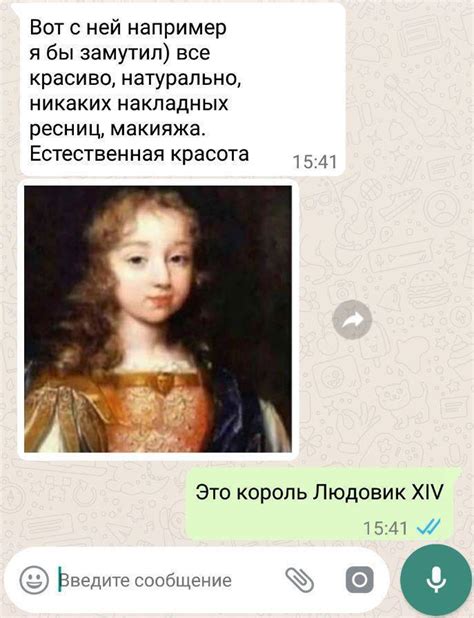 Вот с ней например
я бы замутил) все
красиво, натурально,
никаких накладных
ресниц, макияжа.
Естественная красота
15:41
Это король Людовик XIV
15:41
Введите сообщение